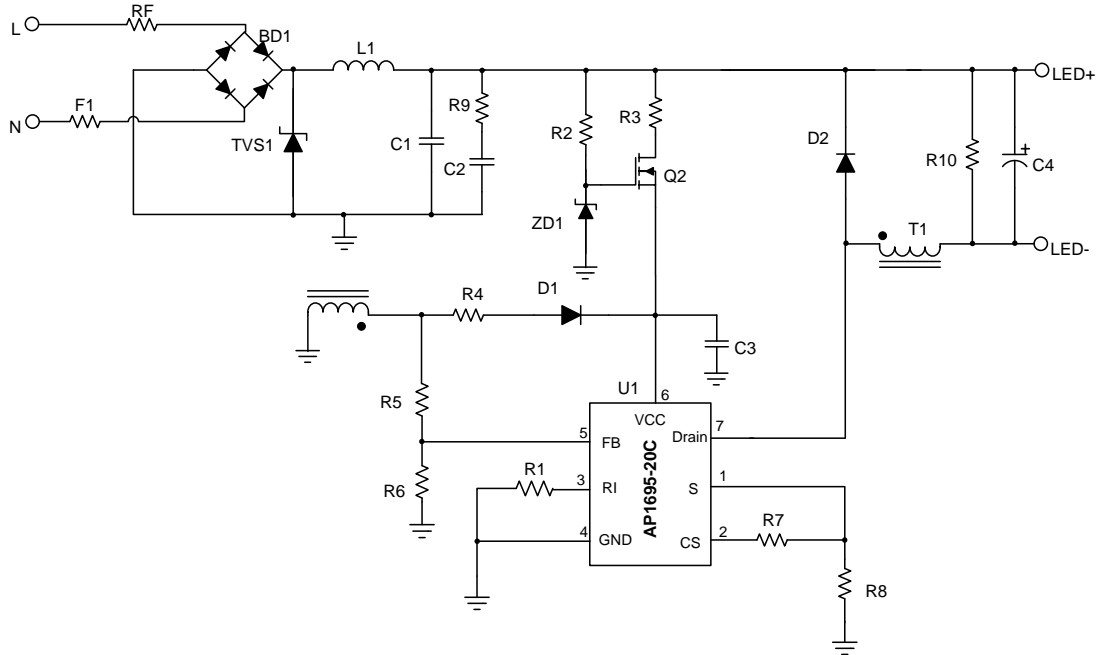 RF
L
BD1
L1
LED+
R9
R3
F1
R2
N
D2
TVS1
C1
R10
+
C4
C2
Q2
ZD1
T1
LED-
R4
D1
C3
U1
6
R5
VCC
7
5
FB
Drain
AP1695-20C
R1
3
RI
1
S
R6
4
GND
CS
2
R7
R8